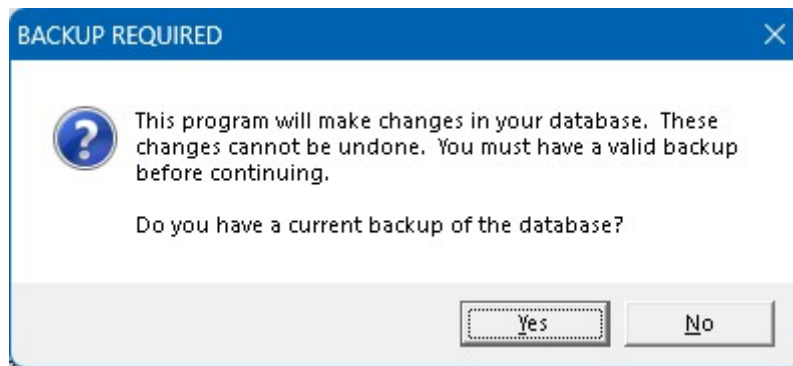 BACKUP REQUIRED
This program will make changes in your database.  These
changes cannot be undone.  You must have a valid backup
before continuing.
Do you have a current backup of the database?
Yes
No